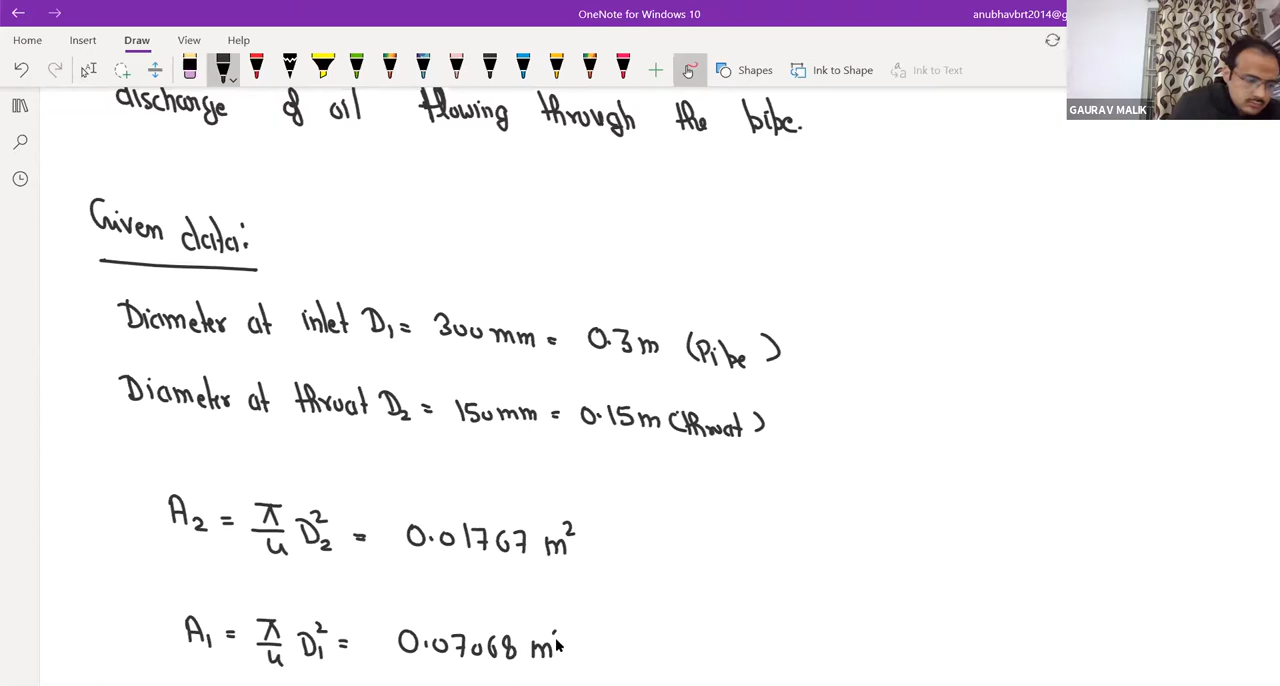 OneNote for Windows 10
anubhavbrt2014@g
Home Insert Draw View Help
Shapes Ink to Shape Ink to Text
GAURAV MALIK
discharge of oil flowing through the pipe.
Given data:
Diameter at inlet D₁ = 300mm = 0.3m (Pipe)
Diameter at throat D₂ = 150mm = 0.15m (throat)
A₂ = π/4 D₂² = 0.01767 m²
A₁ = π/4 D₁² = 0.07068 m